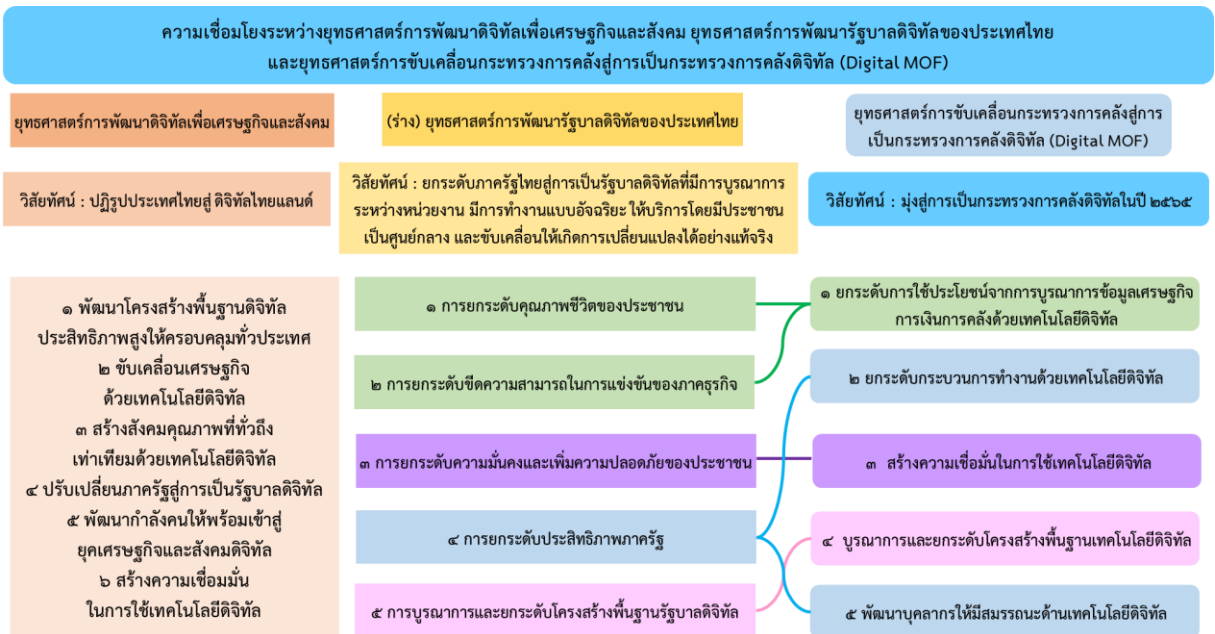 ความเชื่อมโยงระหว่างยุทธศาสตร์การพัฒนาดิจิทัลเพื่อเศรษฐกิจและสังคม ยุทธศาสตร์การพัฒนารัฐบาลดิจิทัลของประเทศไทย
และยุทธศาสตร์การขับเคลื่อนกระทรวงการคลังสู่การเป็นกระทรวงการคลังดิจิทัล (Digital MOF)
ยุทธศาสตร์การพัฒนาดิจิทัลเพื่อเศรษฐกิจและสังคม
วิสัยทัศน์ : ปฏิรูปประเทศไทยสู่ ดิจิทัลไทยแลนด์
๑ พัฒนาโครงสร้างพื้นฐานดิจิทัล
ประสิทธิภาพสูงให้ครอบคลุมทั่วประเทศ
๒ ขับเคลื่อนเศรษฐกิจ
ด้วยเทคโนโลยีดิจิทัล
๓ สร้างสังคมคุณภาพที่ทั่วถึง
เท่าเทียมด้วยเทคโนโลยีดิจิทัล
๔ ปรับเปลี่ยนภาครัฐสู่การเป็นรัฐบาลดิจิทัล
๕ พัฒนากำลังคนให้พร้อมเข้าสู่
ยุคเศรษฐกิจและสังคมดิจิทัล
๖ สร้างความเชื่อมั่น
ในการใช้เทคโนโลยีดิจิทัล
(ร่าง) ยุทธศาสตร์การพัฒนารัฐบาลดิจิทัลของประเทศไทย
วิสัยทัศน์ : ยกระดับภาครัฐไทยสู่การเป็นรัฐบาลดิจิทัลที่มีการบูรณาการ
ระหว่างหน่วยงาน มีการทำงานแบบอัจฉริยะ ให้บริการโดยมีประชาชน
เป็นศูนย์กลาง และขับเคลื่อนให้เกิดการเปลี่ยนแปลงได้อย่างแท้จริง
๑ การยกระดับคุณภาพชีวิตของประชาชน
๒ การยกระดับขีดความสามารถในการแข่งขันของภาคธุรกิจ
๓ การยกระดับความมั่นคงและเพิ่มความปลอดภัยของประชาชน
๔ การยกระดับประสิทธิภาพภาครัฐ
๕ การบูรณาการและยกระดับโครงสร้างพื้นฐานรัฐบาลดิจิทัล
ยุทธศาสตร์การขับเคลื่อนกระทรวงการคลังสู่การ
เป็นกระทรวงการคลังดิจิทัล (Digital MOF)
วิสัยทัศน์ : มุ่งสู่การเป็นกระทรวงการคลังดิจิทัลในปี ๒๕๖๕
๑ ยกระดับการใช้ประโยชน์จากการบูรณาการข้อมูลเศรษฐกิจ
การเงินการคลังด้วยเทคโนโลยีดิจิทัล
๒ ยกระดับกระบวนการทำงานด้วยเทคโนโลยีดิจิทัล
๓ สร้างความเชื่อมั่นในการใช้เทคโนโลยีดิจิทัล
๔ บูรณาการและยกระดับโครงสร้างพื้นฐานเทคโนโลยีดิจิทัล
๕ พัฒนาบุคลากรให้มีสมรรถนะด้านเทคโนโลยีดิจิทัล